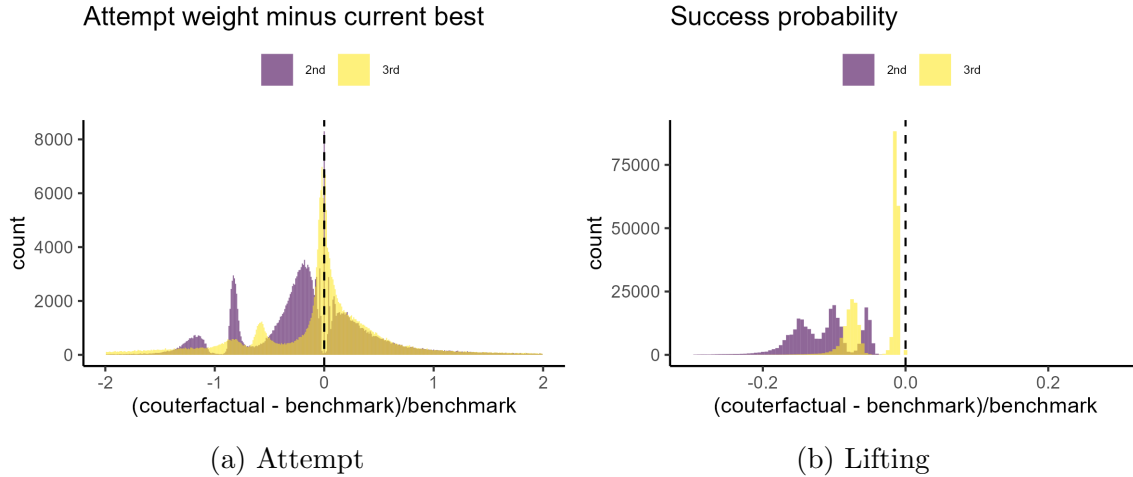 Attempt weight minus current best
2nd 3rd
8000
6000
4000
2000
0
count
-2 -1 0 1 2
(couterfactual - benchmark)/benchmark
(a) Attempt
Success probability
2nd 3rd
75000
50000
25000
0
count
-0.2 0.0 0.2
(couterfactual - benchmark)/benchmark
(b) Lifting